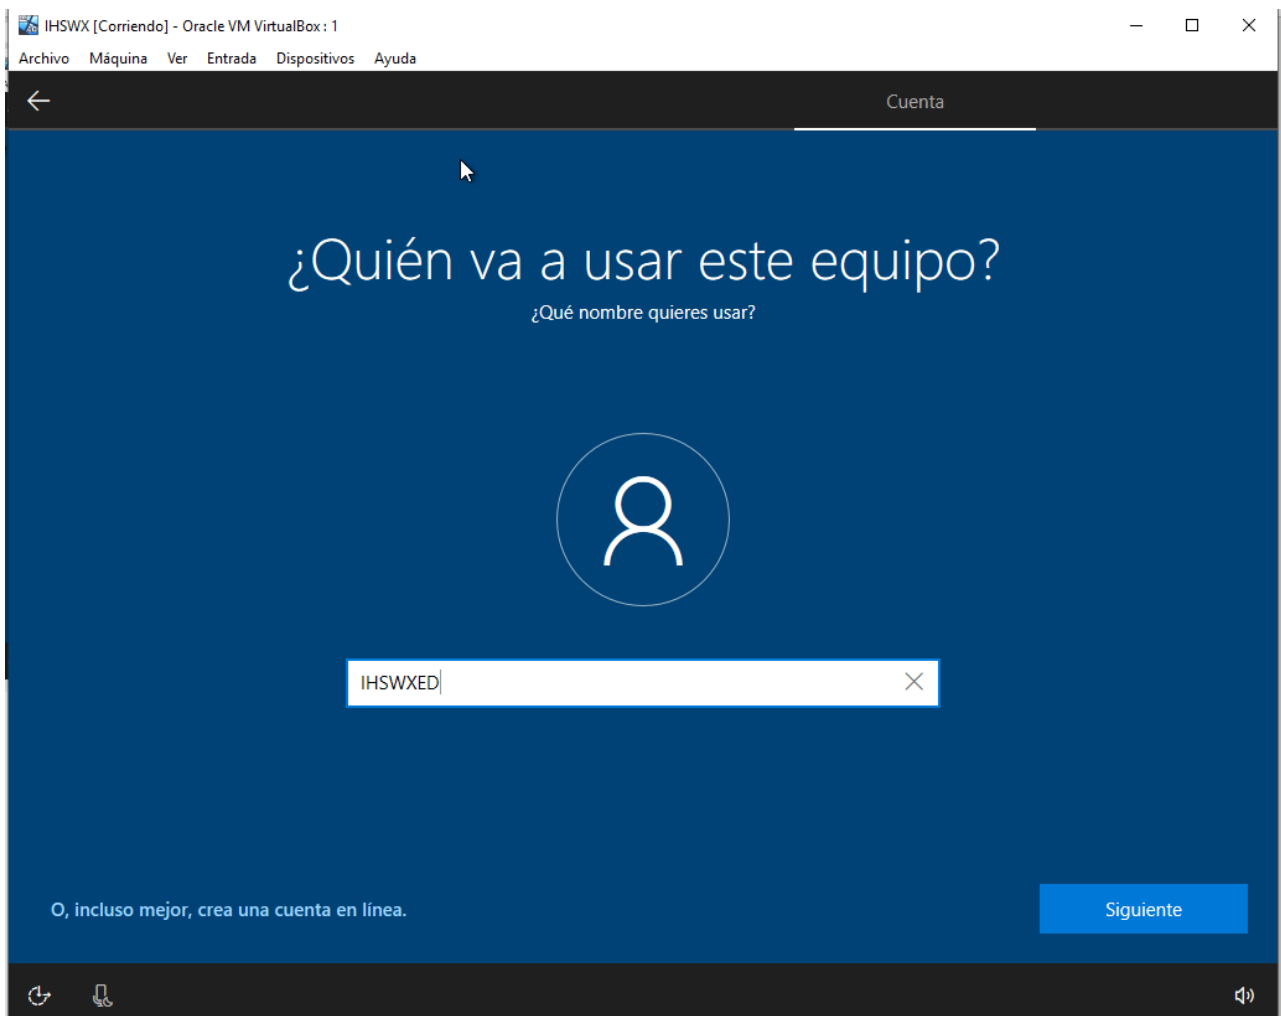 IHSWX [Corriendo] - Oracle VM VirtualBox : 1
Archivo Máquina Ver Entrada Dispositivos Ayuda
Cuenta
¿Quién va a usar este equipo?
¿Qué nombre quieres usar?
IHSWXED
O, incluso mejor, crea una cuenta en línea.
Siguiente